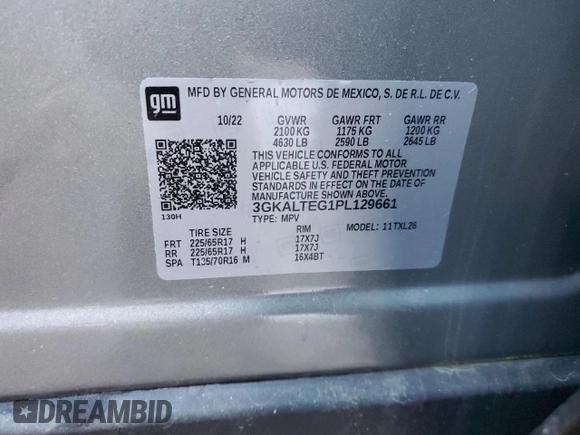 gm
MFD BY GENERAL MOTORS DE MEXICO, S. DE R.L. DE C.V.
10/22 GVWR GAWR FRT GAWR RR
2100 KG 1175 KG 1200 KG
4630 LB 2590 LB 2645 LB
THIS VEHICLE CONFORMS TO ALL
APPLICABLE U.S. FEDERAL MOTOR
VEHICLE SAFETY AND THEFT PREVENTION
STANDARDS IN EFFECT ON THE DATE OF
MANUFACTURE SHOWN ABOVE.
3GKALTEG1PL129661
130H
TYPE: MPV MODEL: 11TXL26
TIRE SIZE RIM
FRT 225/65R17 H 17X7J
RR 225/65R17 H 17X7J
SPA T135/70R16 M 16X4BT
DREAMBID